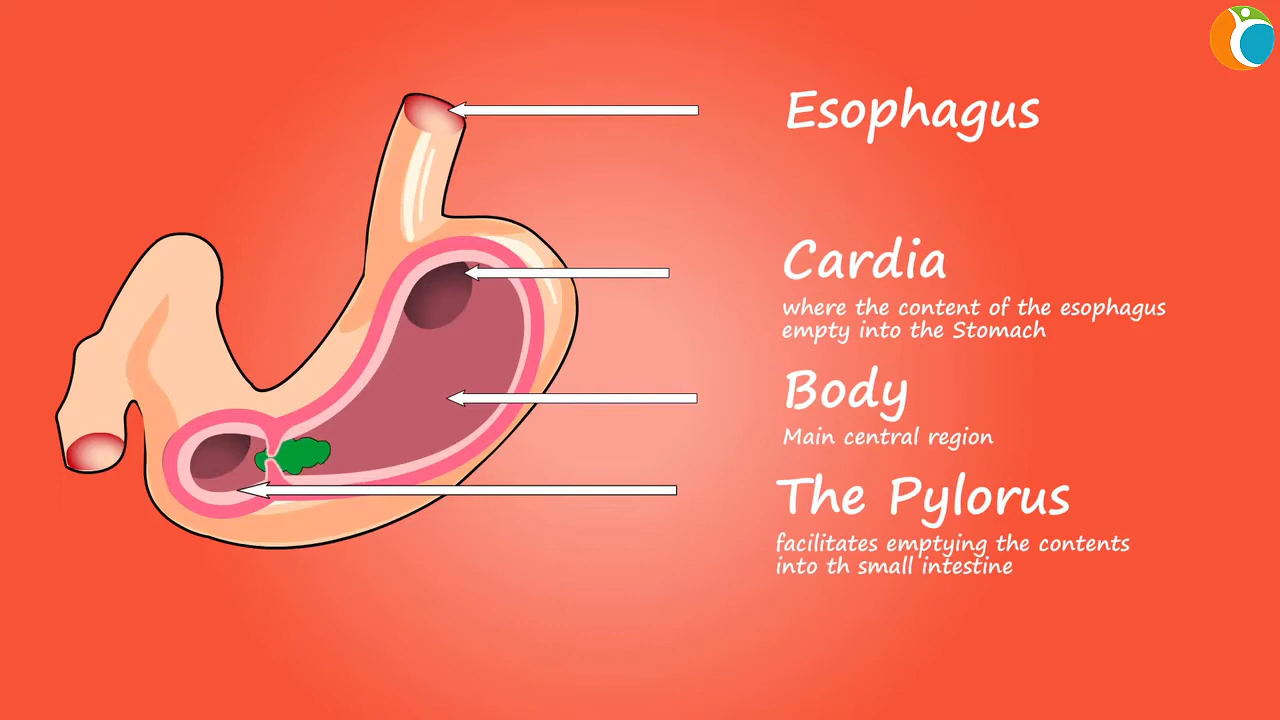 Esophagus
Cardia
where the content of the esophagus
empty into the Stomach
Body
Main central region
The Pylorus
facilitates emptying the contents
into th small intestine